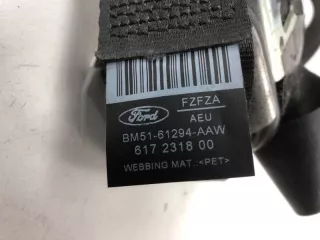 Ford
FZFZA
AEU
BM51-61294-AAW
617 2318 00
WEBBING MAT.:<PET>